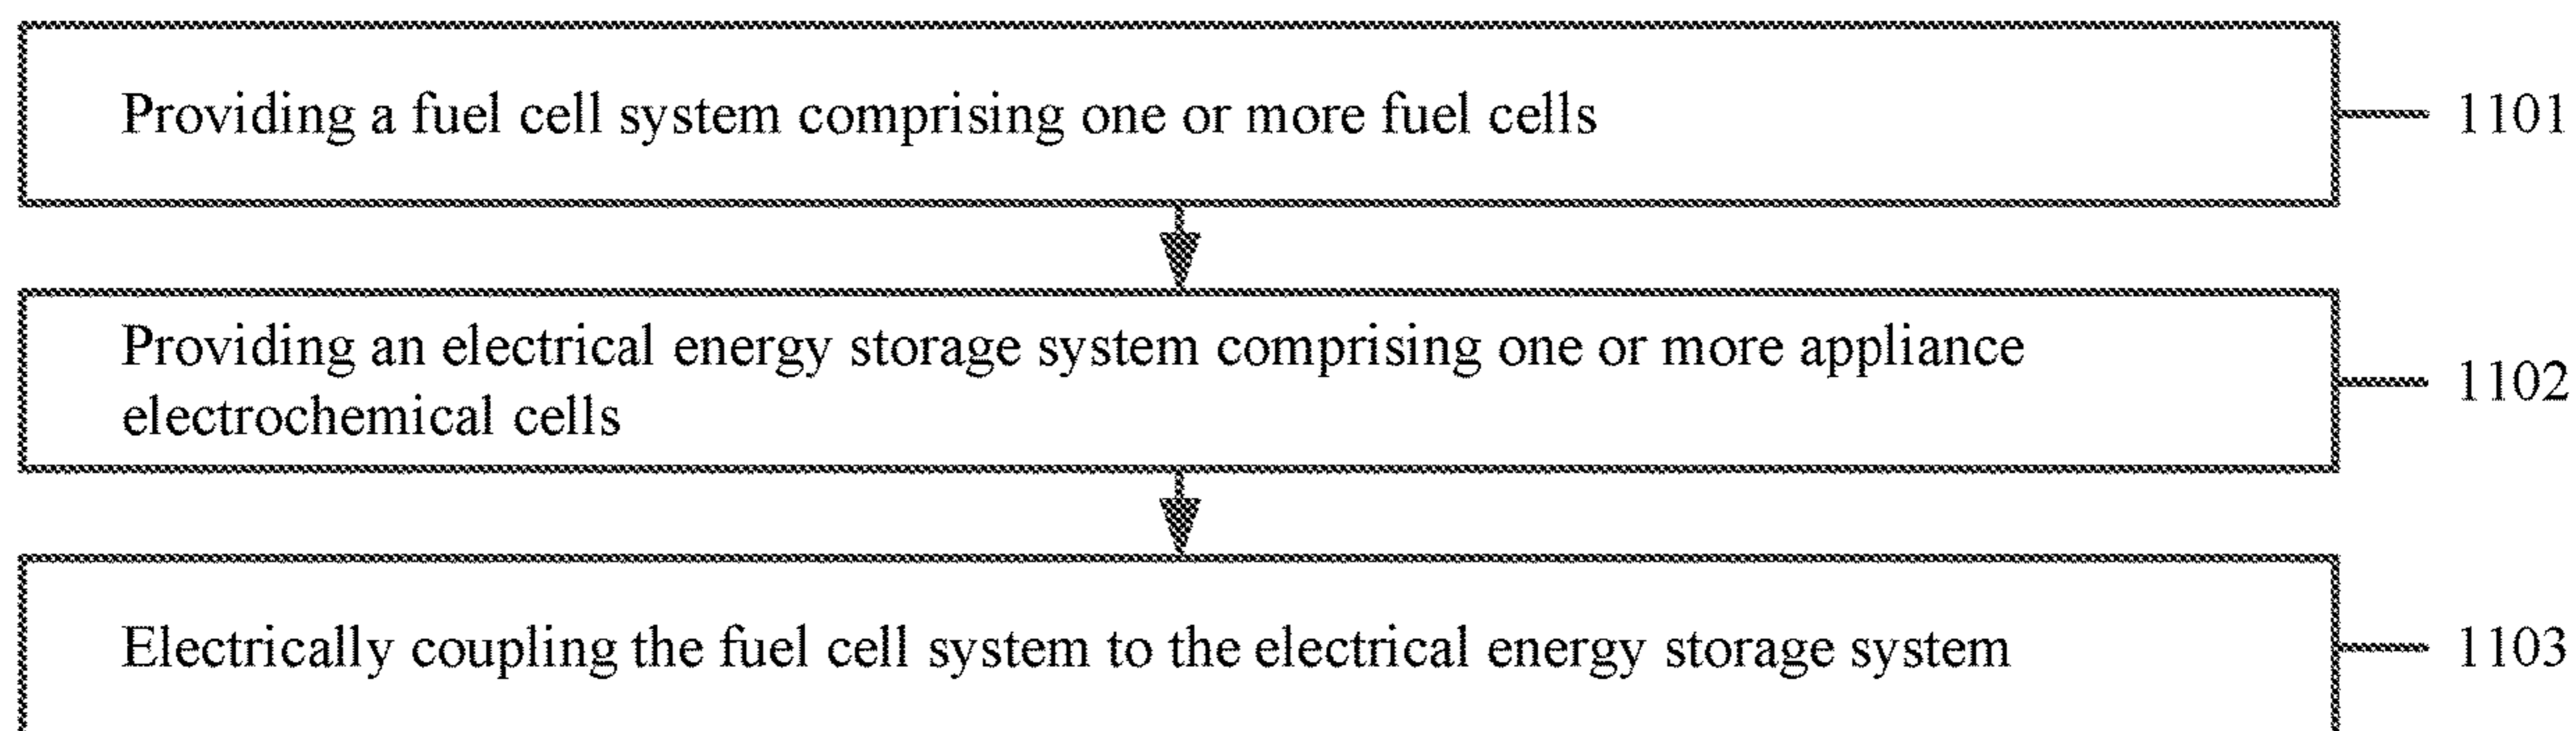 Providing a fuel cell system comprising one or more fuel cells
1101
Providing an electrical energy storage system comprising one or more appliance
electrochemical cells
1102
Electrically coupling the fuel cell system to the electrical energy storage system
1103